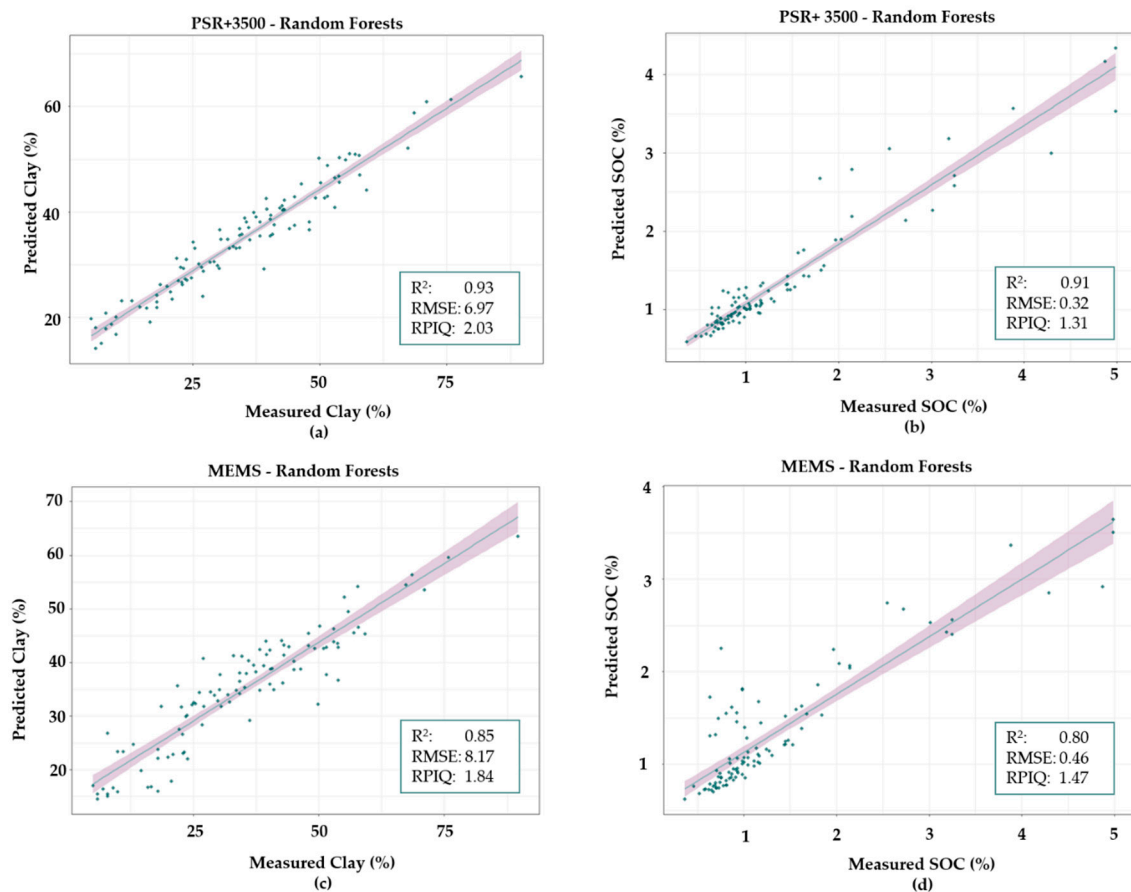 PSR+3500 - Random Forests
Predicted Clay (%)
60
40
20
R²: 0.93
RMSE: 6.97
RPIQ: 2.03
25 50 75
Measured Clay (%)
(a)
PSR+ 3500 - Random Forests
Predicted SOC (%)
4
3
2
1
R²: 0.91
RMSE: 0.32
RPIQ: 1.31
1 2 3 4 5
Measured SOC (%)
(b)
MEMS - Random Forests
Predicted Clay (%)
70
60
50
40
30
20
R²: 0.85
RMSE: 8.17
RPIQ: 1.84
25 50 75
Measured Clay (%)
(c)
MEMS - Random Forests
Predicted SOC (%)
4
3
2
1
R²: 0.80
RMSE: 0.46
RPIQ: 1.47
1 2 3 4 5
Measured SOC (%)
(d)